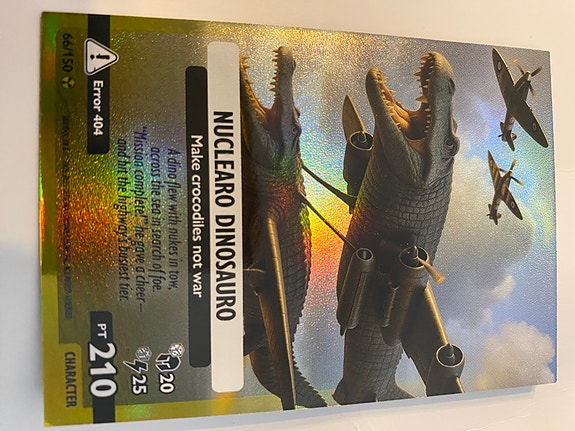 NUCLEARO DINOSAURO
Make crocodiles not war
A dino flew with nukes in tow,
across the sea in search of foe.
"Mission complete" he gave a cheer—
and hit the highway's busiest tier.
Error 404
66/150
PT 210
20
25
CHARACTER